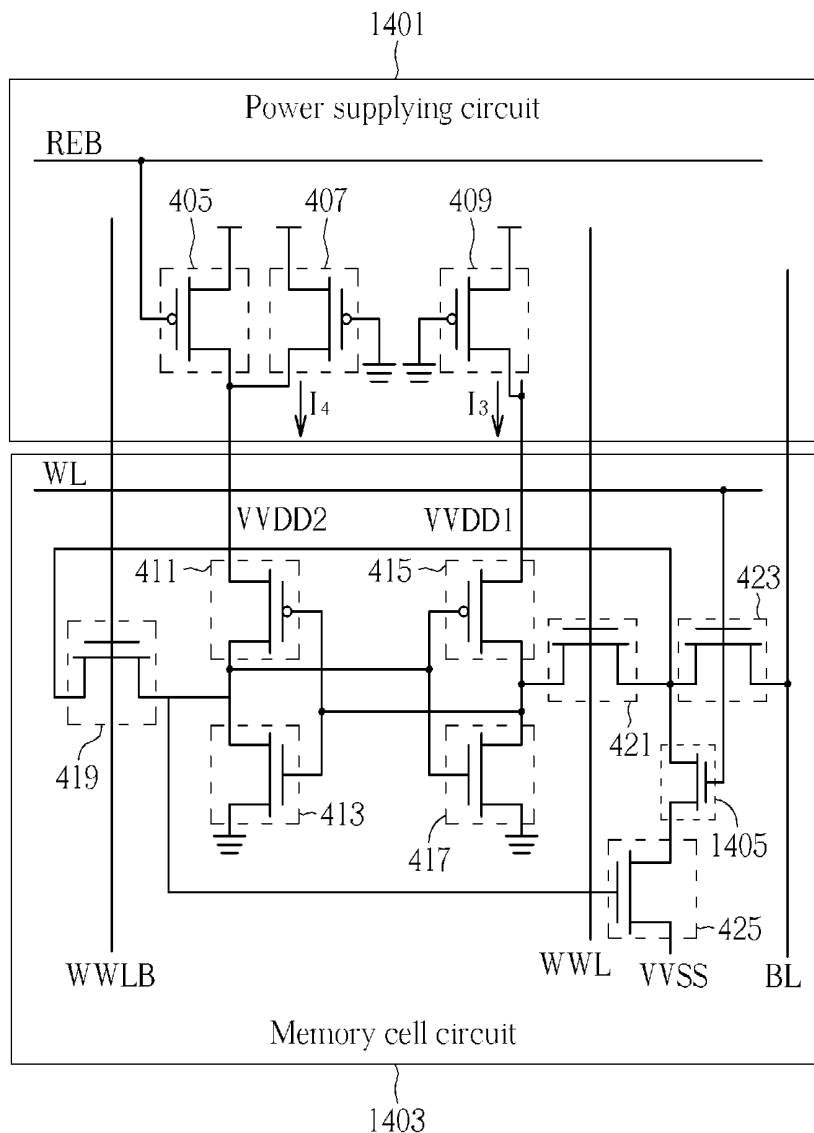 1401
Power supplying circuit
REB
405
407
409
I4
I3
WL
VVDD2
VVDD1
411
415
423
419
421
413
417
1405
425
WWLB
WWL
VVSS
BL
Memory cell circuit
1403